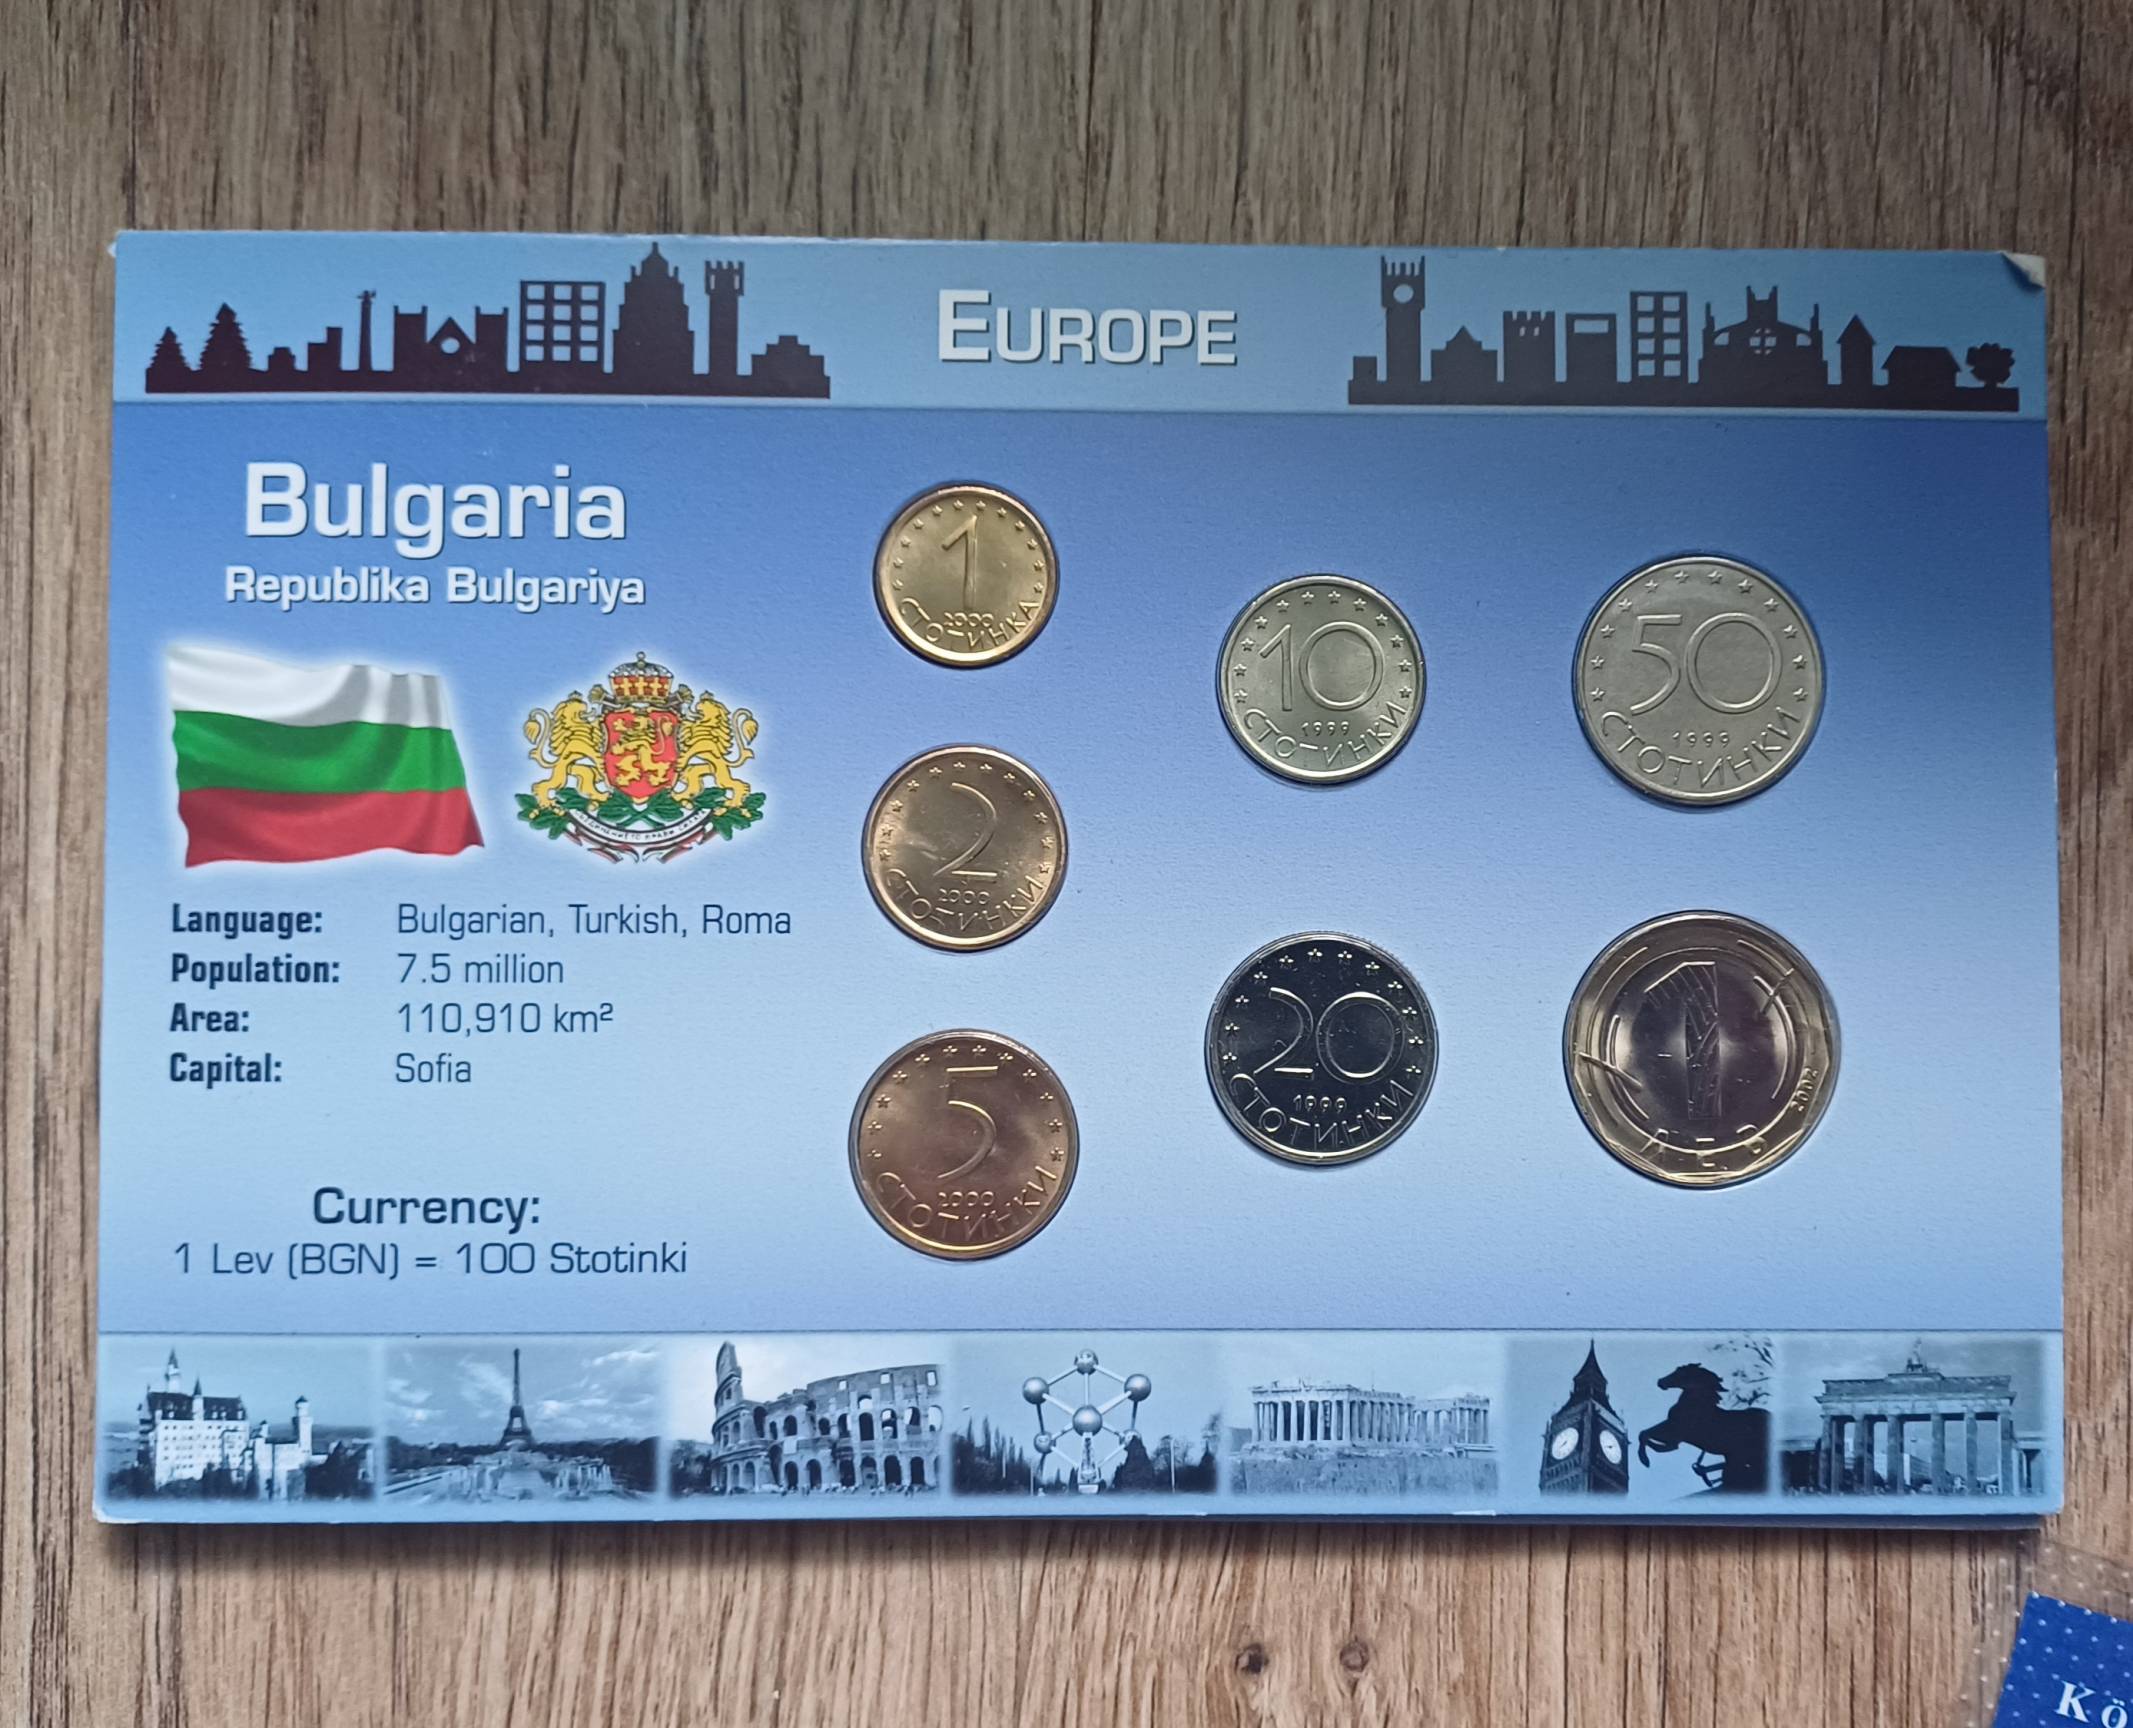 EUROPE
Bulgaria
Republika Bulgariya
Language: Bulgarian, Turkish, Roma
Population: 7.5 million
Area: 110,910 km²
Capital: Sofia
Currency:
1 Lev (BGN) = 100 Stotinki
1
2000
СТОТИНКА
2
2000
СТОТИНКИ
5
2000
СТОТИНКИ
10
1999
СТОТИНКИ
20
1999
СТОТИНКИ
50
1999
СТОТИНКИ
1
2002
ЛЕВ
Kö